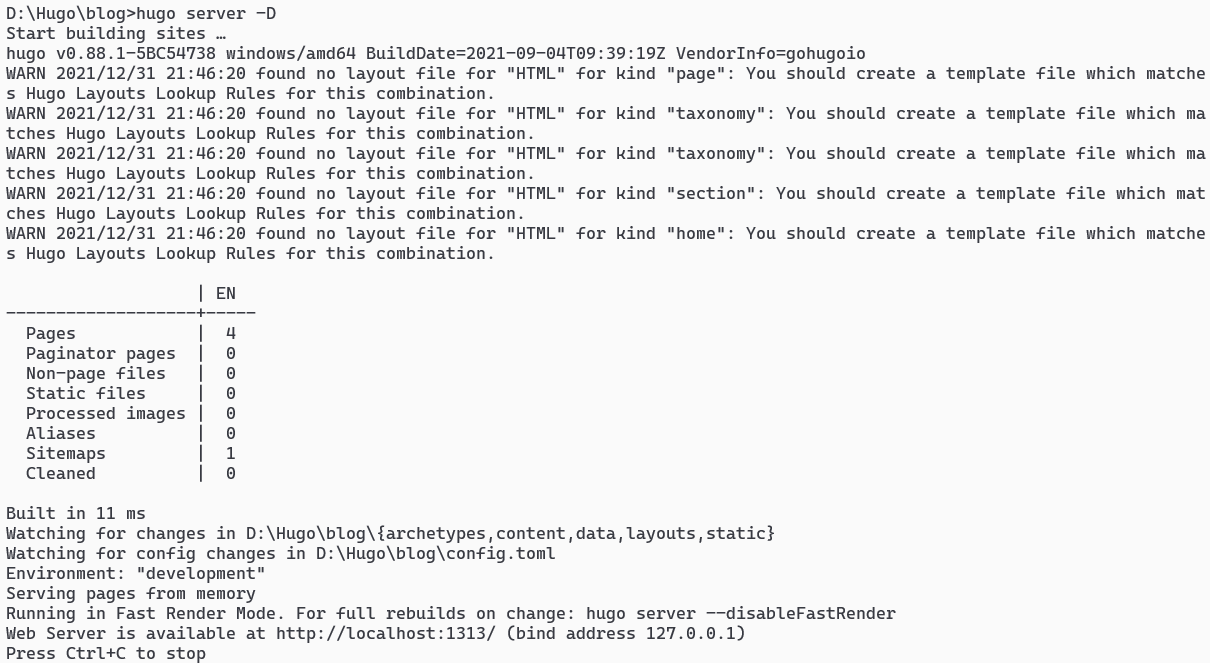 D:\Hugo\blog>hugo server -D
Start building sites …
hugo v0.88.1-5BC54738 windows/amd64 BuildDate=2021-09-04T09:39:19Z VendorInfo=gohugoio
WARN 2021/12/31 21:46:20 found no layout file for "HTML" for kind "page": You should create a template file which matche
s Hugo Layouts Lookup Rules for this combination.
WARN 2021/12/31 21:46:20 found no layout file for "HTML" for kind "taxonomy": You should create a template file which ma
tches Hugo Layouts Lookup Rules for this combination.
WARN 2021/12/31 21:46:20 found no layout file for "HTML" for kind "taxonomy": You should create a template file which ma
tches Hugo Layouts Lookup Rules for this combination.
WARN 2021/12/31 21:46:20 found no layout file for "HTML" for kind "section": You should create a template file which mat
ches Hugo Layouts Lookup Rules for this combination.
WARN 2021/12/31 21:46:20 found no layout file for "HTML" for kind "home": You should create a template file which matche
s Hugo Layouts Lookup Rules for this combination.

                   | EN
-------------------+-----
  Pages            |  4
  Paginator pages  |  0
  Non-page files   |  0
  Static files     |  0
  Processed images |  0
  Aliases          |  0
  Sitemaps         |  1
  Cleaned          |  0

Built in 11 ms
Watching for changes in D:\Hugo\blog\{archetypes,content,data,layouts,static}
Watching for config changes in D:\Hugo\blog\config.toml
Environment: "development"
Serving pages from memory
Running in Fast Render Mode. For full rebuilds on change: hugo server --disableFastRender
Web Server is available at http://localhost:1313/ (bind address 127.0.0.1)
Press Ctrl+C to stop